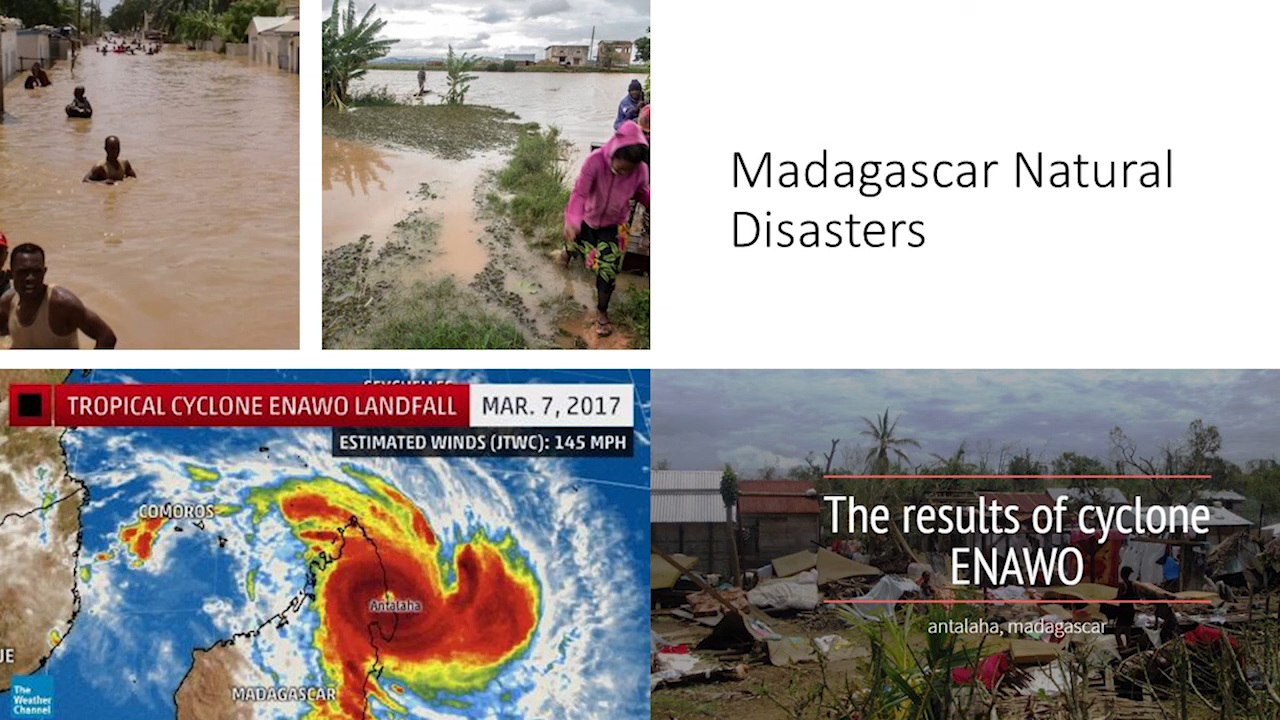 Madagascar Natural
Disasters
SEYCHELLES
TROPICAL CYCLONE ENAWO LANDFALL
MAR. 7, 2017
ESTIMATED WINDS (JTWC): 145 MPH
COMOROS
Antalaha
MADAGASCAR
The
Weather
Channel
The results of cyclone
ENAWO
antalaha, madagascar